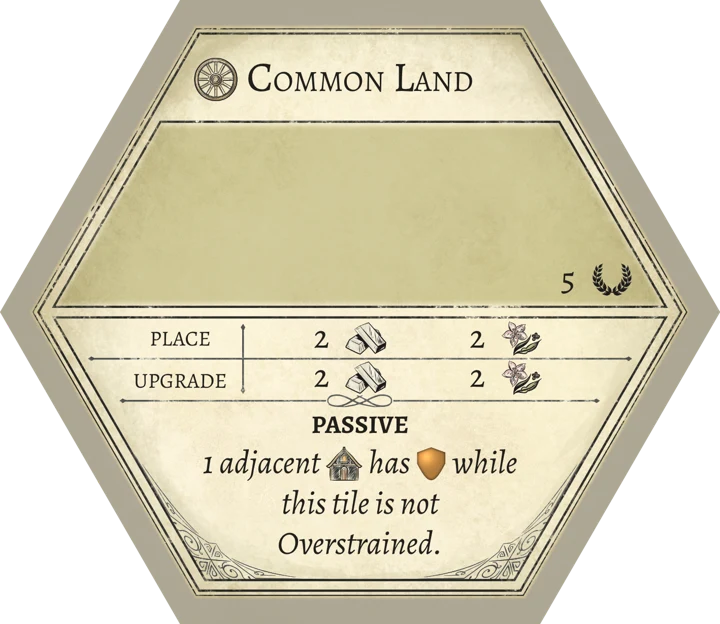 Common Land
5
PLACE 2 2
UPGRADE 2 2
PASSIVE
1 adjacent has while
this tile is not
Overstrained.